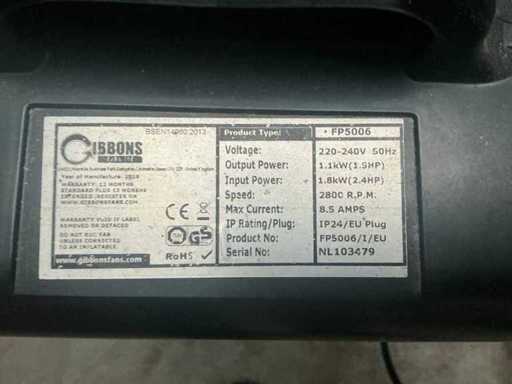 GIBBONS
FANS
BSEN14960:2013
Year of Manufacture: 2018
WARRANTY: 12 MONTHS
STANDARD PLUS 12 MONTHS
IF EXTENDED, REGISTER ON
WWW.GIBBONSFANS.COM
WARRANTY VOID IF LABEL
REMOVED OR DEFACED
DO NOT RUN FAN
UNLESS CONNECTED
TO AN INFLATABLE.
www.gibbonsfans.com
CE
GS
RoHS ✓
Product Type: FP5006
Voltage: 220-240V 50Hz
Output Power: 1.1kW(1.5HP)
Input Power: 1.8kW(2.4HP)
Speed: 2800 R.P.M.
Max Current: 8.5 AMPS
IP Rating/Plug: IP24/EU Plug
Product No: FP5006/1/EU
Serial No: NL103479